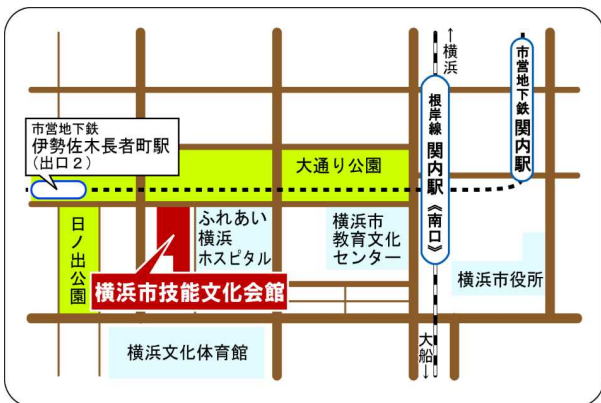 ←横浜
市営地下鉄 関内駅
根岸線 関内駅《南口》
市営地下鉄
伊勢佐木長者町駅
(出口2)
大通り公園
日ノ出公園
ふれあい
横浜
ホスピタル
横浜市
教育文化
センター
横浜市役所
横浜市技能文化会館
横浜文化体育館
大船→